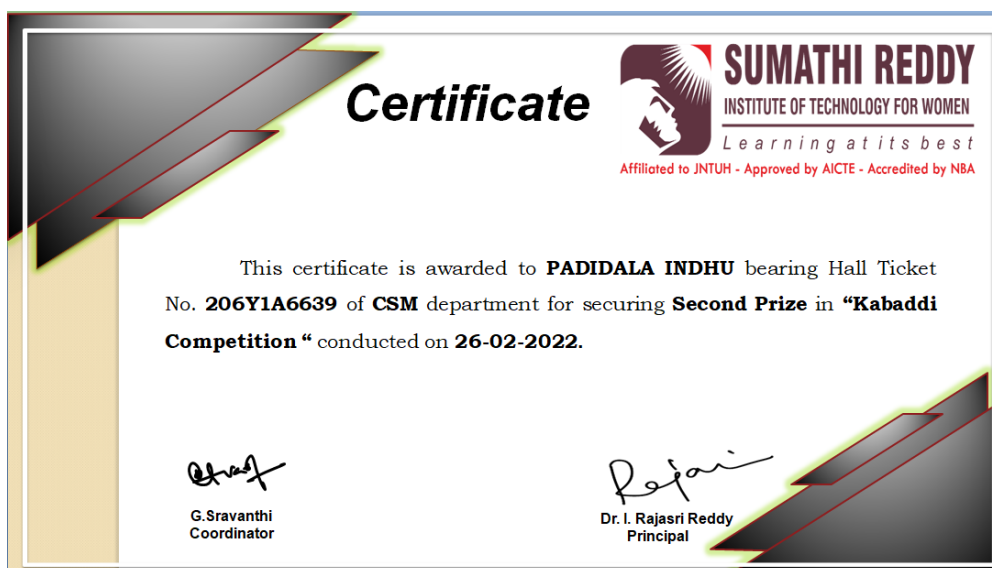 Certificate
SUMATHI REDDY
INSTITUTE OF TECHNOLOGY FOR WOMEN
Learning at its best
Affiliated to JNTUH - Approved by AICTE - Accredited by NBA
This certificate is awarded to PADIDALA INDHU bearing Hall Ticket
No. 206Y1A6639 of CSM department for securing Second Prize in “Kabaddi
Competition “ conducted on 26-02-2022.
G.Sravanthi
Coordinator
Dr. I. Rajasri Reddy
Principal